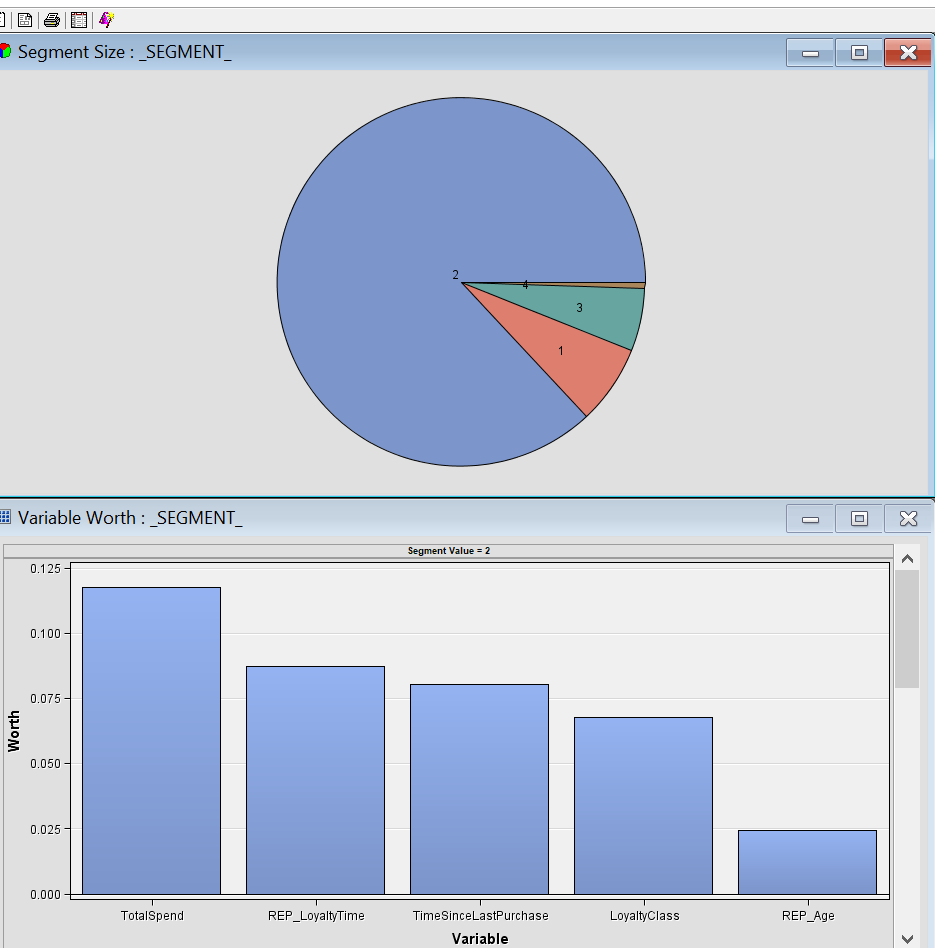 Segment Size : _SEGMENT_
2
4
3
1
Variable Worth : _SEGMENT_
Segment Value = 2
0.125
0.100
0.075
0.050
0.025
0.000
Worth
TotalSpend REP_LoyaltyTime TimeSinceLastPurchase LoyaltyClass REP_Age
Variable